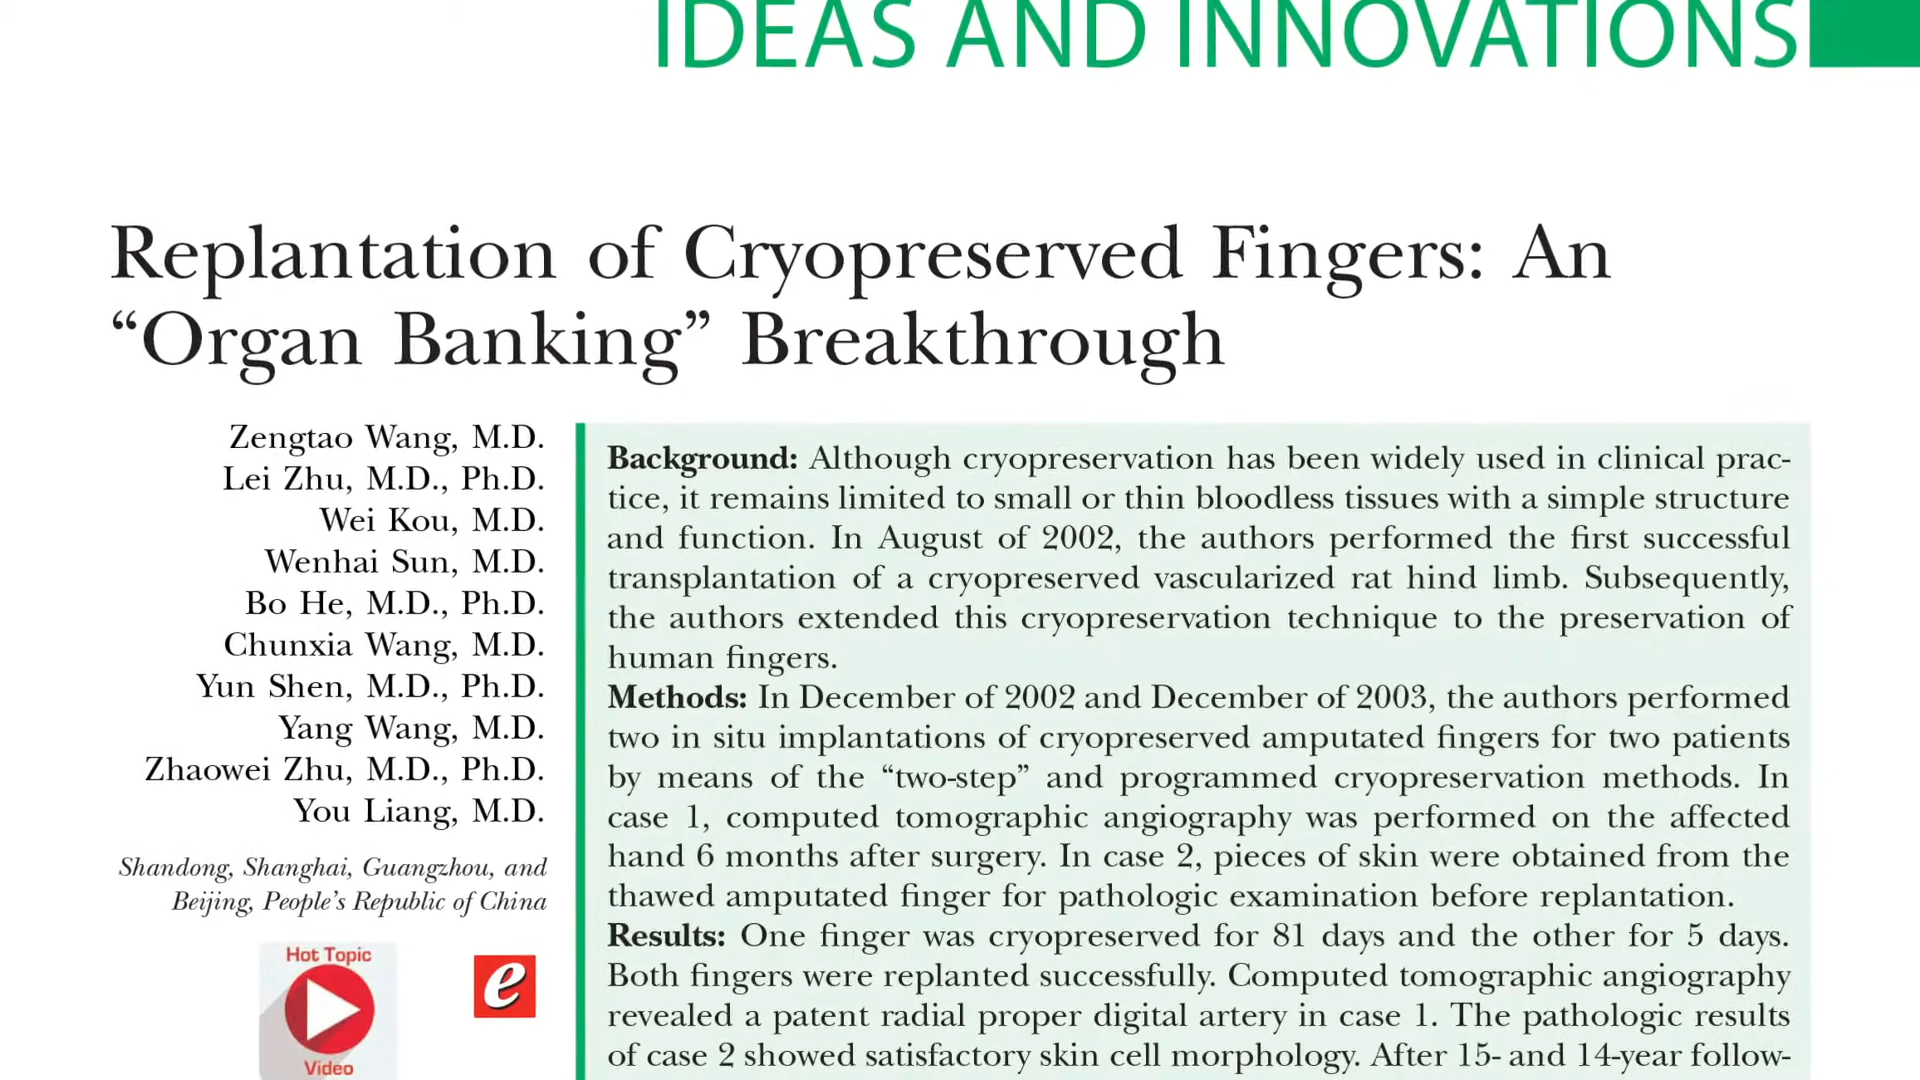 IDEAS AND INNOVATIONS
Replantation of Cryopreserved Fingers: An
“Organ Banking” Breakthrough
Zengtao Wang, M.D.
Lei Zhu, M.D., Ph.D.
Wei Kou, M.D.
Wenhai Sun, M.D.
Bo He, M.D., Ph.D.
Chunxia Wang, M.D.
Yun Shen, M.D., Ph.D.
Yang Wang, M.D.
Zhaowei Zhu, M.D., Ph.D.
You Liang, M.D.
Shandong, Shanghai, Guangzhou, and
Beijing, People’s Republic of China
Hot Topic
Video
e
Background: Although cryopreservation has been widely used in clinical prac-
tice, it remains limited to small or thin bloodless tissues with a simple structure
and function. In August of 2002, the authors performed the first successful
transplantation of a cryopreserved vascularized rat hind limb. Subsequently,
the authors extended this cryopreservation technique to the preservation of
human fingers.
Methods: In December of 2002 and December of 2003, the authors performed
two in situ implantations of cryopreserved amputated fingers for two patients
by means of the “two-step” and programmed cryopreservation methods. In
case 1, computed tomographic angiography was performed on the affected
hand 6 months after surgery. In case 2, pieces of skin were obtained from the
thawed amputated finger for pathologic examination before replantation.
Results: One finger was cryopreserved for 81 days and the other for 5 days.
Both fingers were replanted successfully. Computed tomographic angiography
revealed a patent radial proper digital artery in case 1. The pathologic results
of case 2 showed satisfactory skin cell morphology. After 15- and 14-year follow-